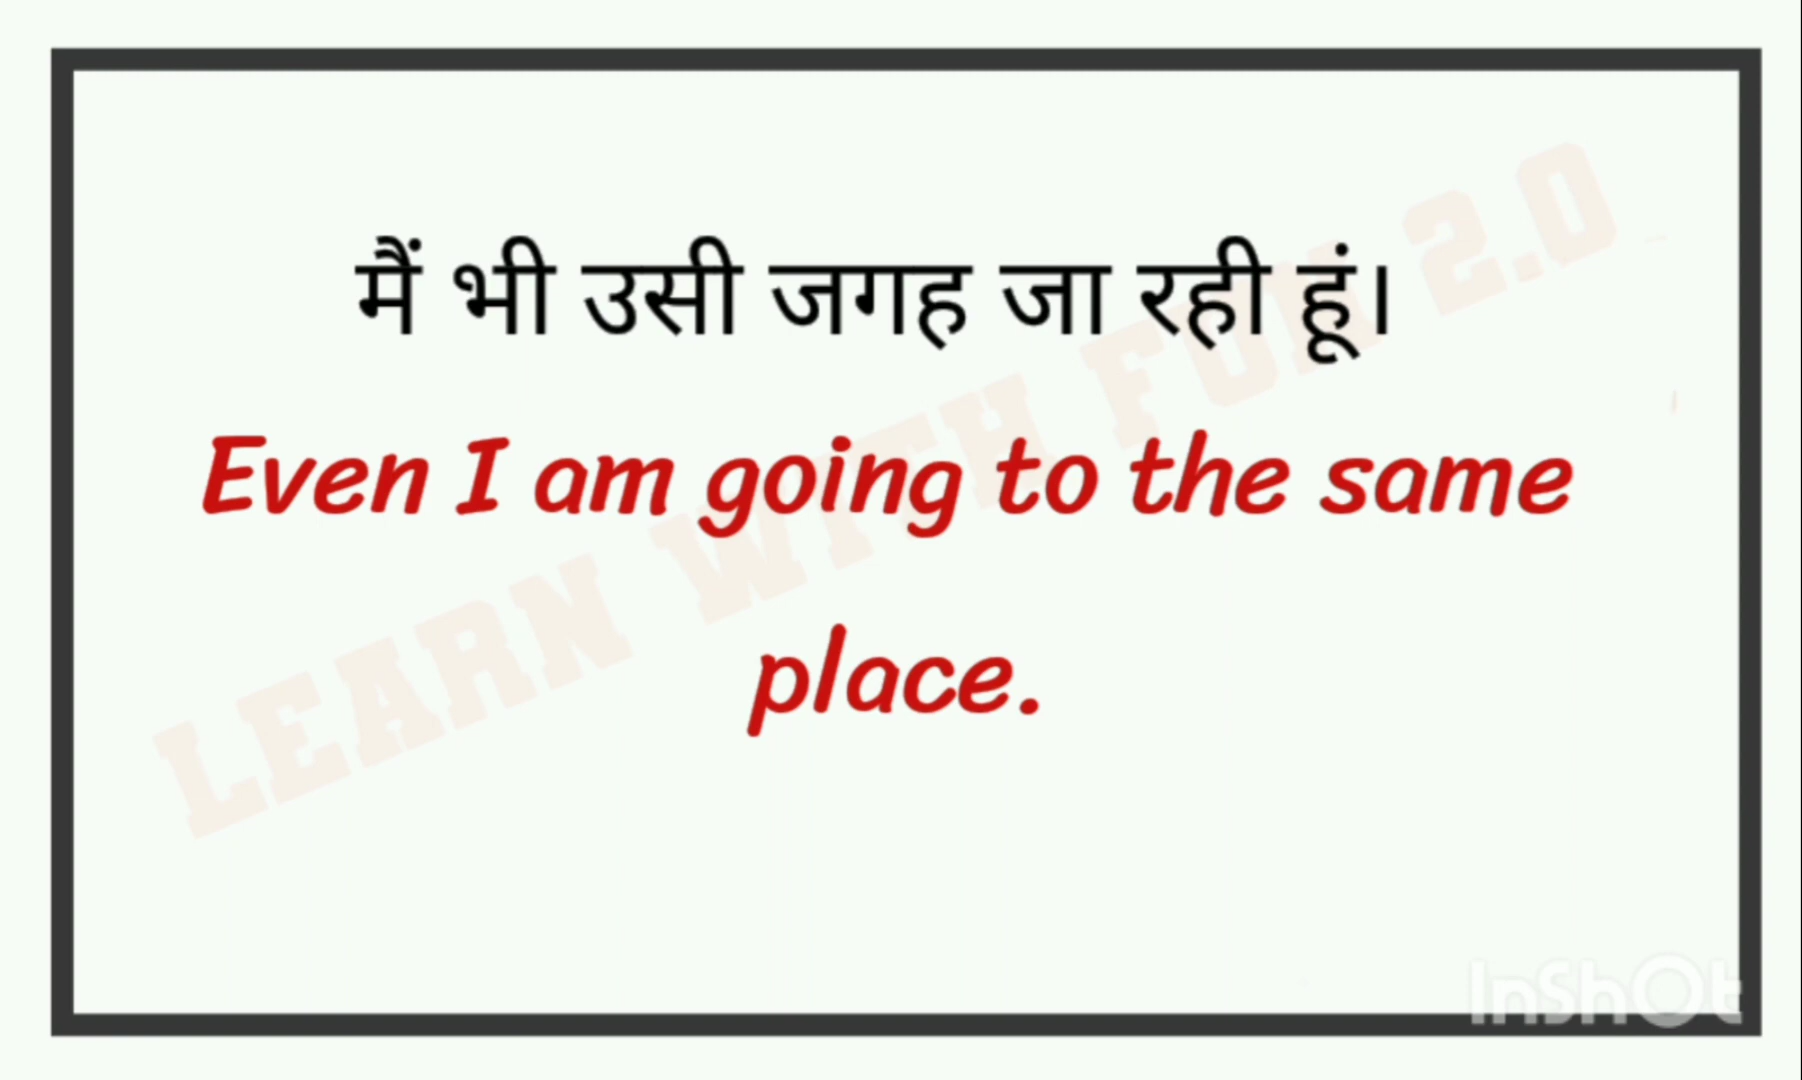 मैं भी उसी जगह जा रही हूं।
Even I am going to the same
place.
LEARN WITH FUN 2.0
InShOt